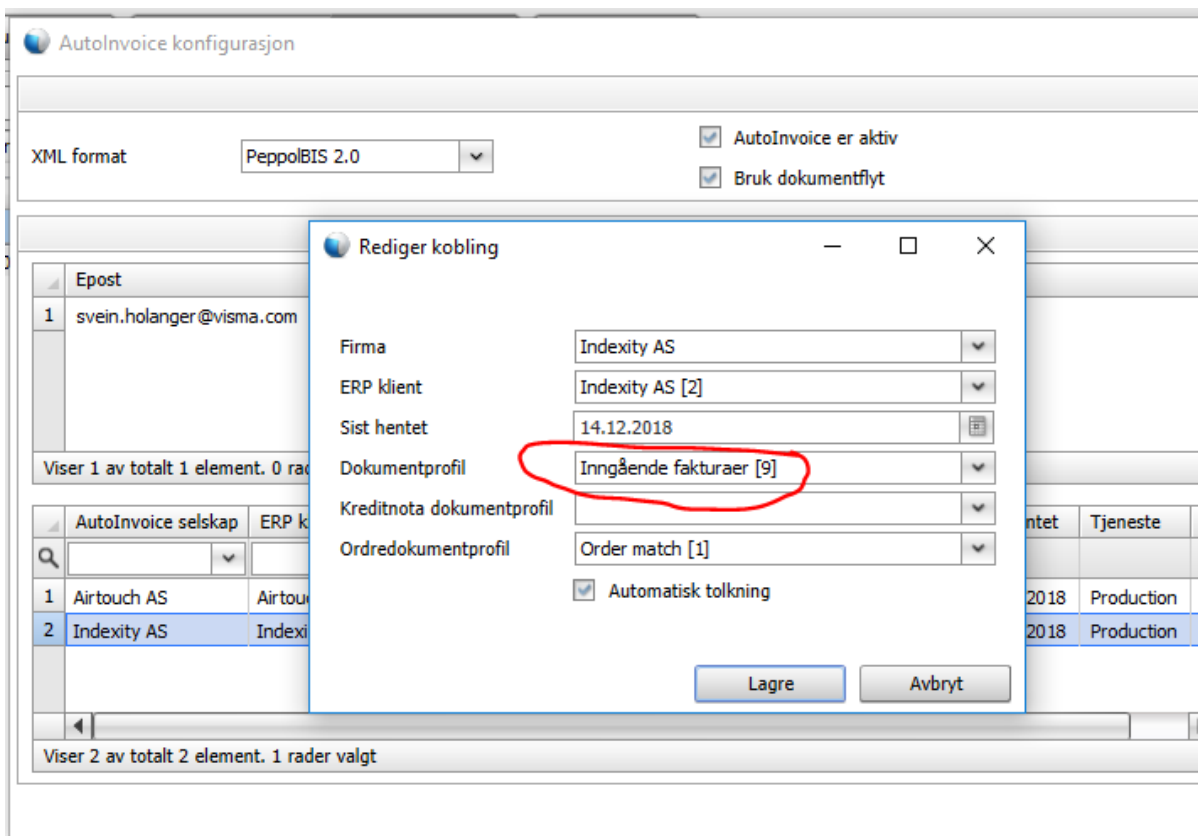 AutoInvoice konfigurasjon
XML format
PeppolBIS 2.0
AutoInvoice er aktiv
Bruk dokumentflyt
Rediger kobling
Epost
1 svein.holanger@visma.com
Viser 1 av totalt 1 element. 0
Firma Indexity AS
ERP klient Indexity AS [2]
Sist hentet 14.12.2018
Dokumentprofil Inngående fakturaer [9]
Kreditnota dokumentprofil
Ordredokumentprofil Order match [1]
Automatisk tolkning
Lagre Avbryt
AutoInvoice selskap ERP k ntet Tjeneste
1 Airtouch AS Airtou 2018 Production
2 Indexity AS Indexi 2018 Production
Viser 2 av totalt 2 element. 1 rader valgt